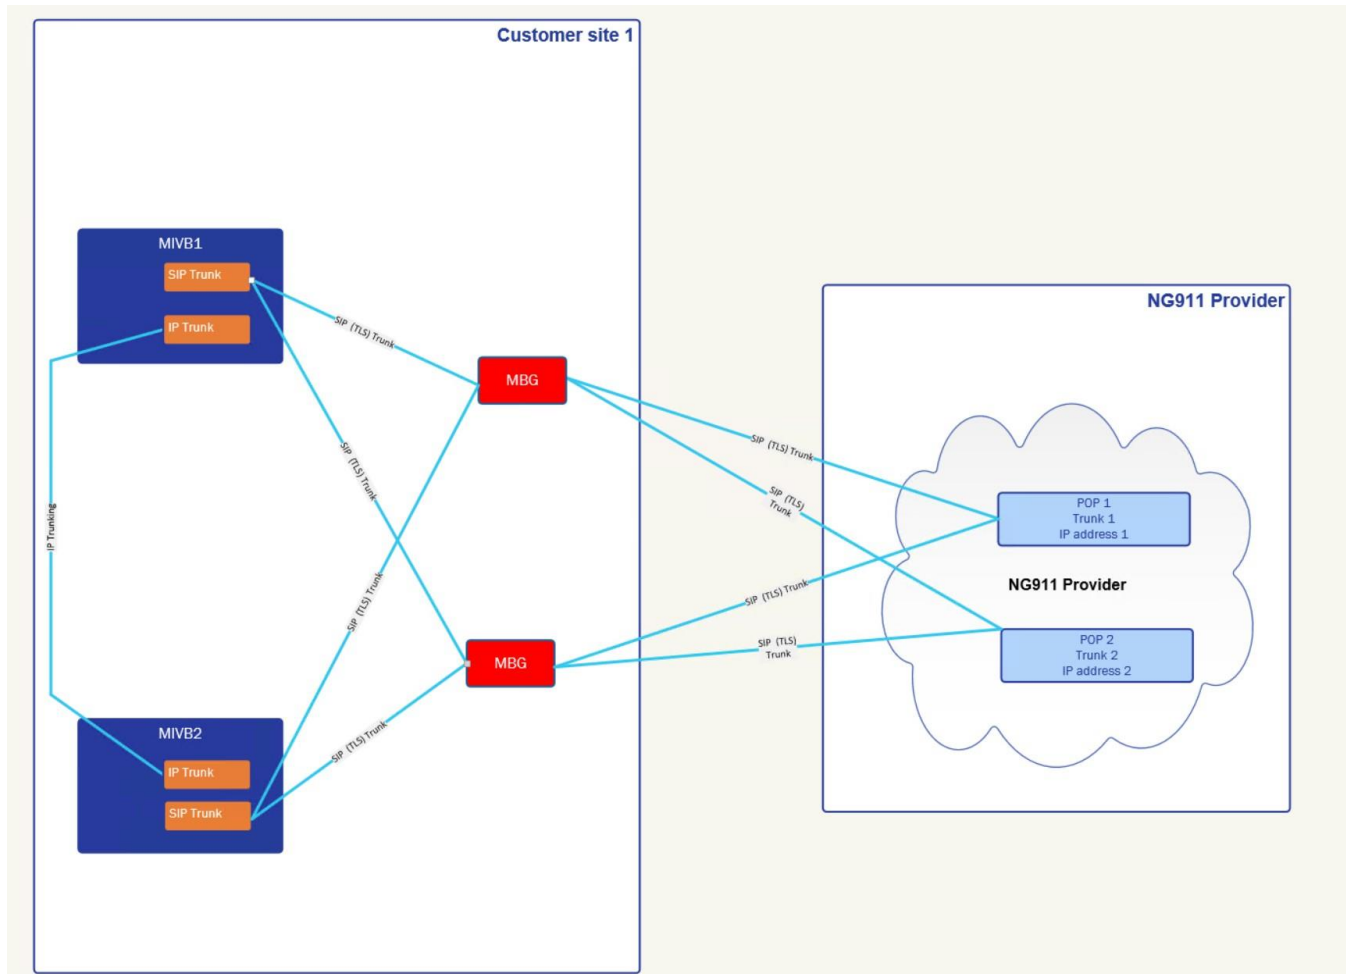 Customer site 1
MIVB1
SIP Trunk
IP Trunk
SIP (TLS) Trunk
MBG
NG911 Provider
SIP (TLS) Trunk
SIP (TLS) Trunk
SIP (TLS)
Trunk
POP 1
Trunk 1
IP address 1
IP Trunking
SIP (TLS) Trunk
SIP (TLS) Trunk
NG911 Provider
MBG
SIP (TLS)
Trunk
POP 2
Trunk 2
IP address 2
MIVB2
SIP (TLS) Trunk
IP Trunk
SIP Trunk